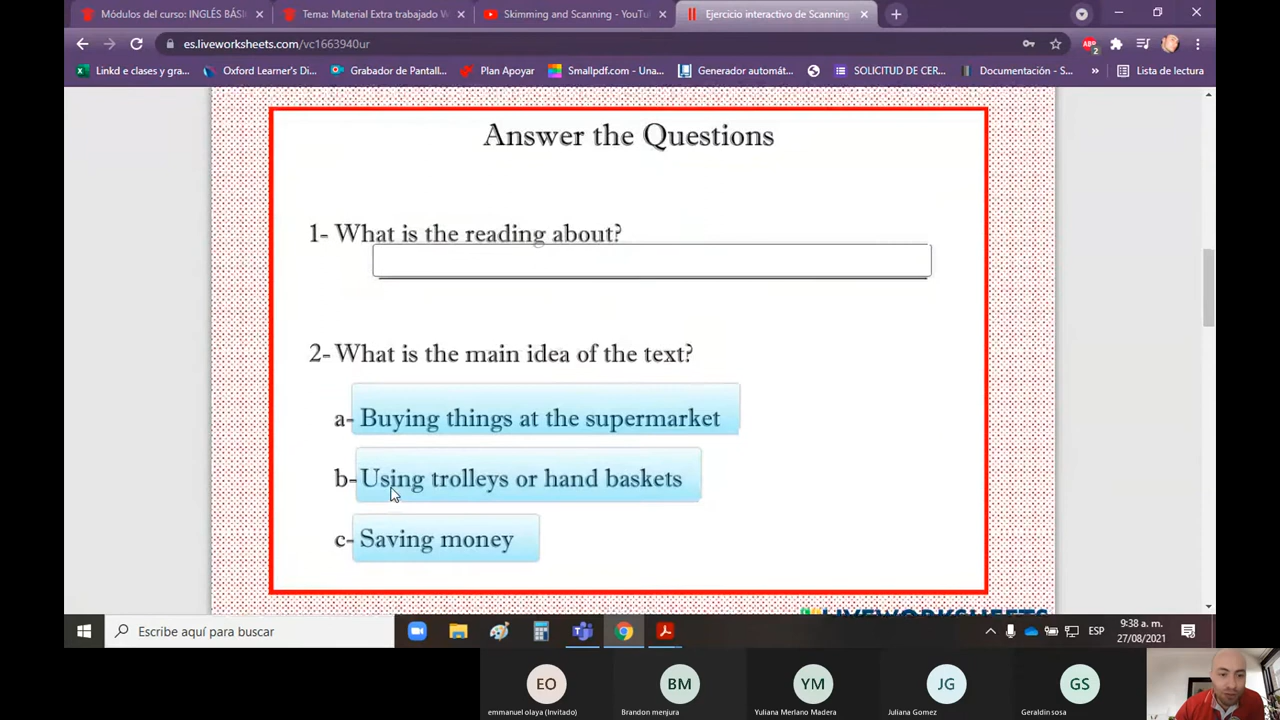 Módulos del curso: INGLÉS BÁSI
Tema: Material Extra trabajado W
Skimming and Scanning - YouTu
Ejercicio interactivo de Scanning
es.liveworksheets.com/vc1663940ur
ABP
2
Linkd e clases y gra...
Oxford Learner's Di...
Grabador de Pantall...
Plan Apoyar
Smallpdf.com - Una...
Generador automát...
SOLICITUD DE CER...
Documentación - S...
Lista de lectura
Answer the Questions
1- What is the reading about?
2- What is the main idea of the text?
a- Buying things at the supermarket
b- Using trolleys or hand baskets
c- Saving money
LIVEWORKSHEETS
Escribe aquí para buscar
ESP
9:38 a. m.
27/08/2021
EO
BM
YM
JG
GS
emmanuel olaya (Invitado)
Brandon menjura
Yuliana Merlano Madera
Juliana Gomez
Geraldin sosa